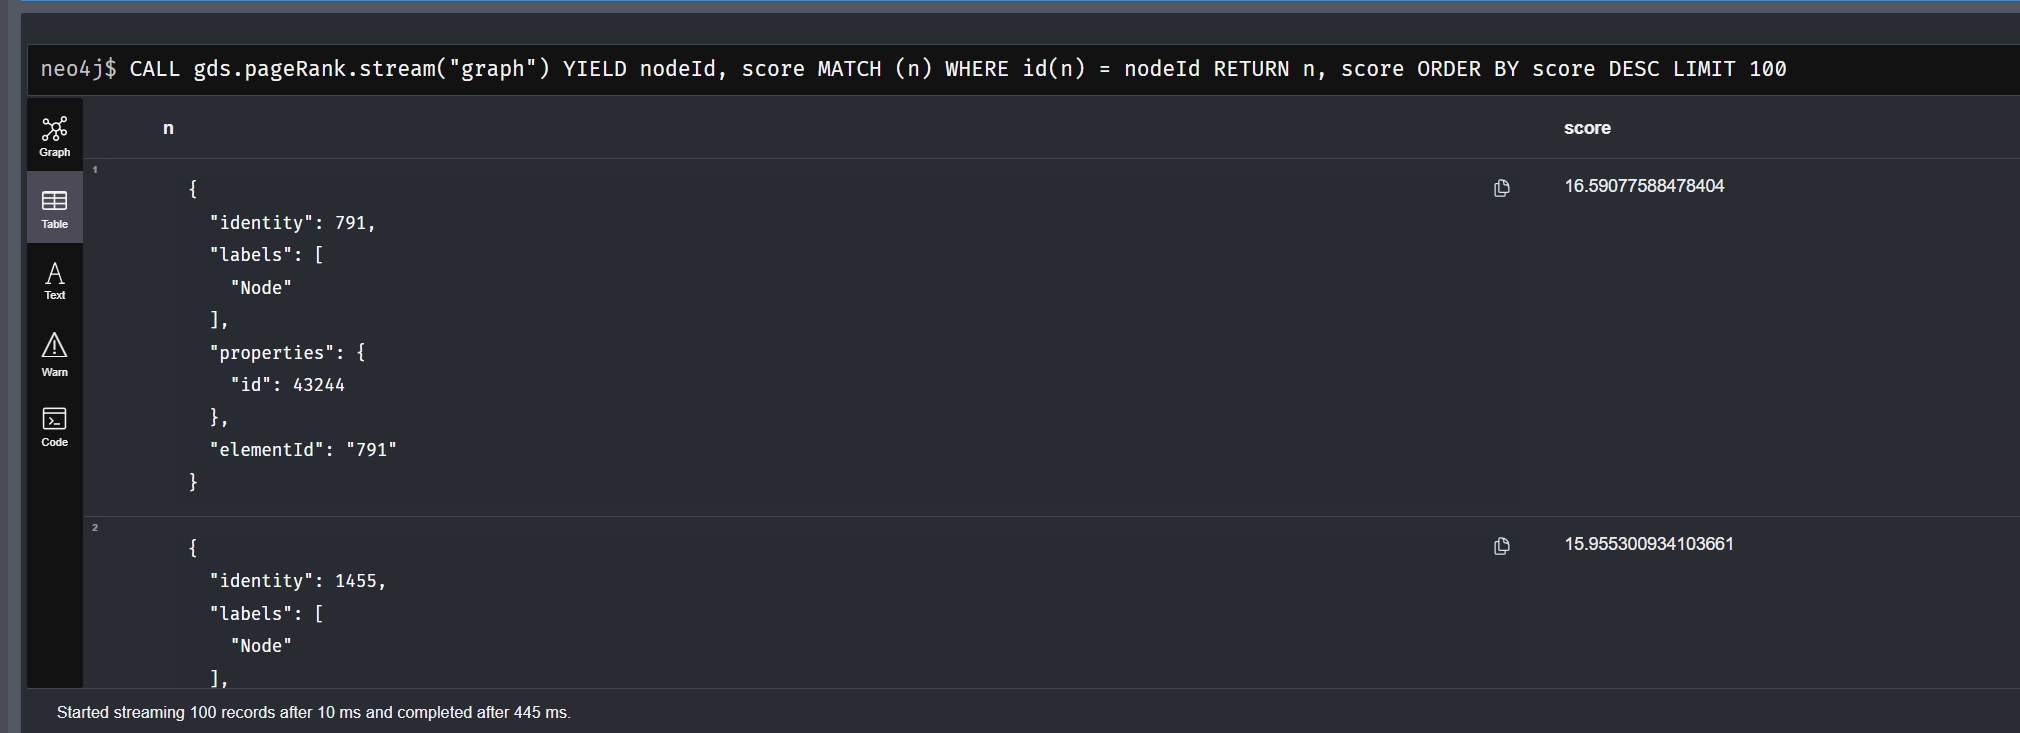 neo4j$ CALL gds.pageRank.stream("graph") YIELD nodeId, score MATCH (n) WHERE id(n) = nodeId RETURN n, score ORDER BY score DESC LIMIT 100
Graph
Table
Text
Warn
Code
n score
1
{
"identity": 791,
"labels": [
"Node"
],
"properties": {
"id": 43244
},
"elementId": "791"
}
16.59077588478404
2
{
"identity": 1455,
"labels": [
"Node"
],
15.955300934103661
Started streaming 100 records after 10 ms and completed after 445 ms.